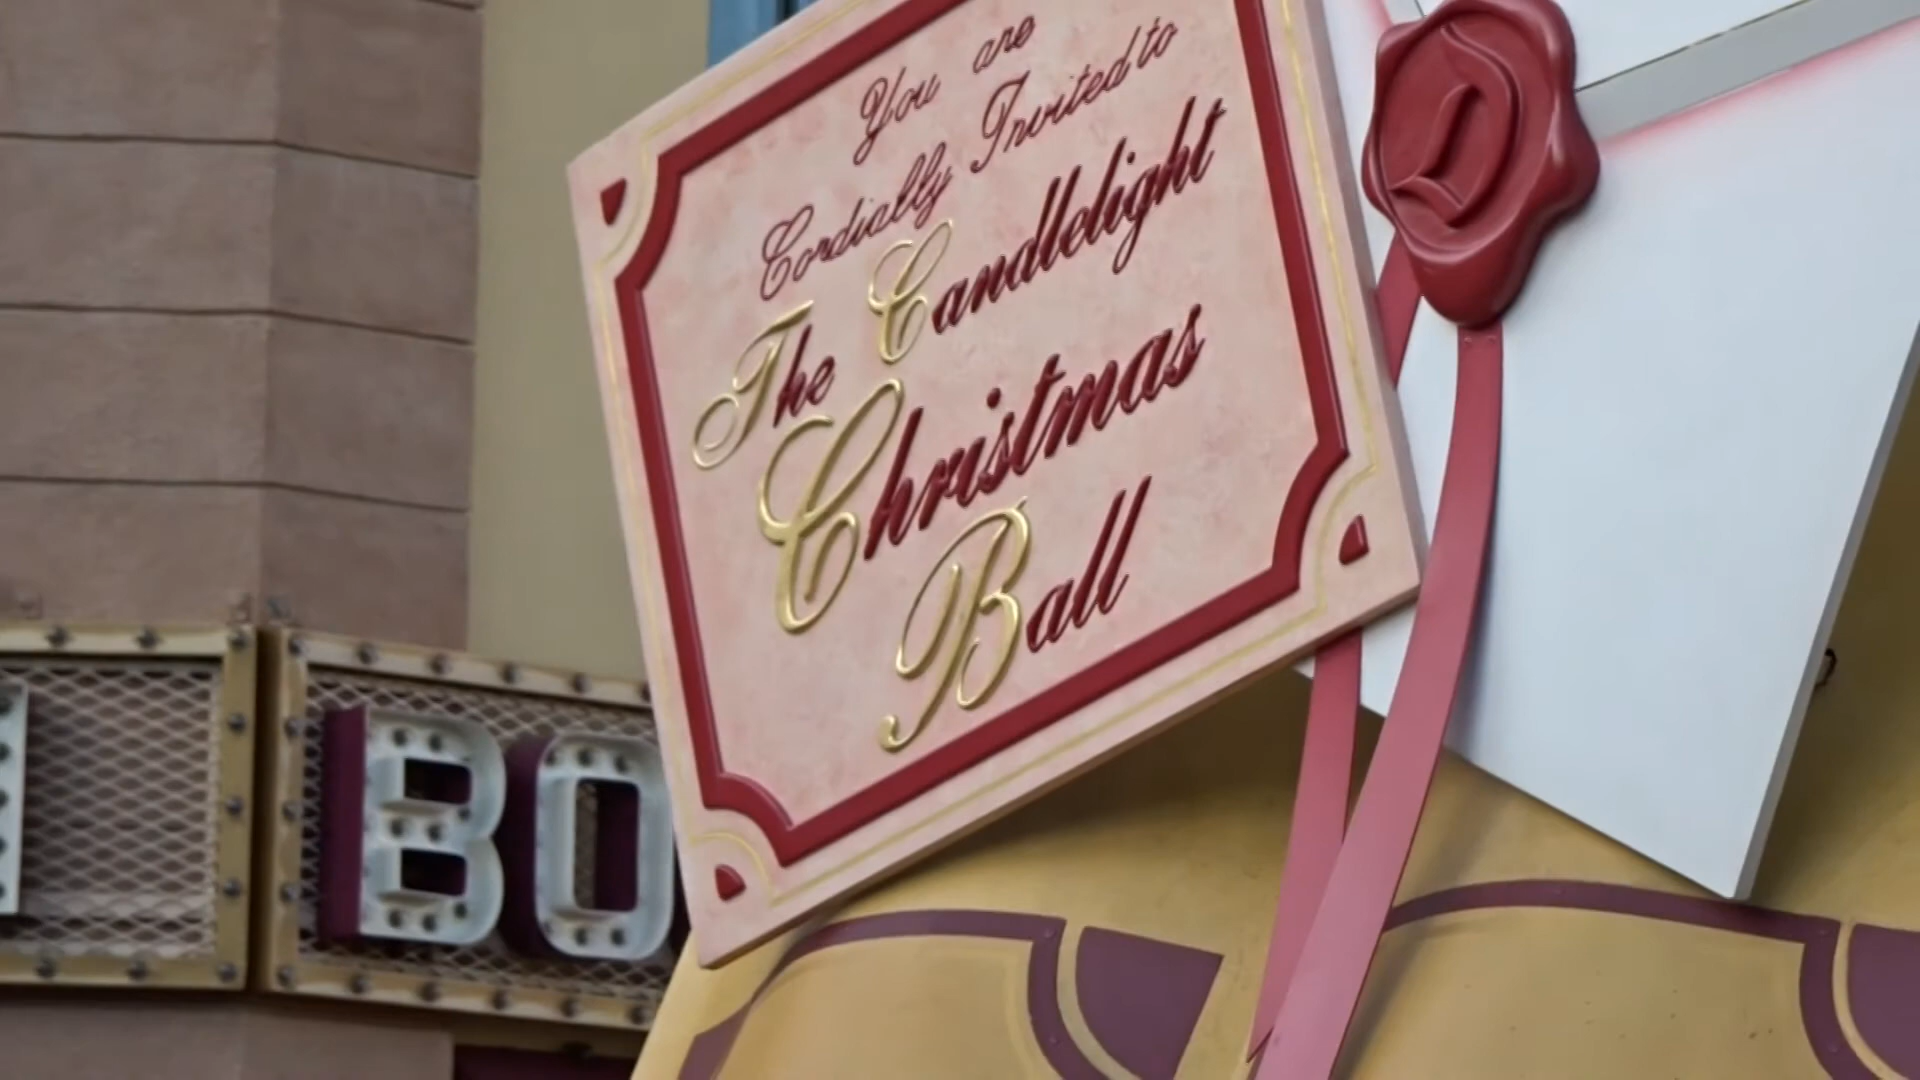 You are
Cordially Invited to
The Candlelight
Christmas
Ball
BO